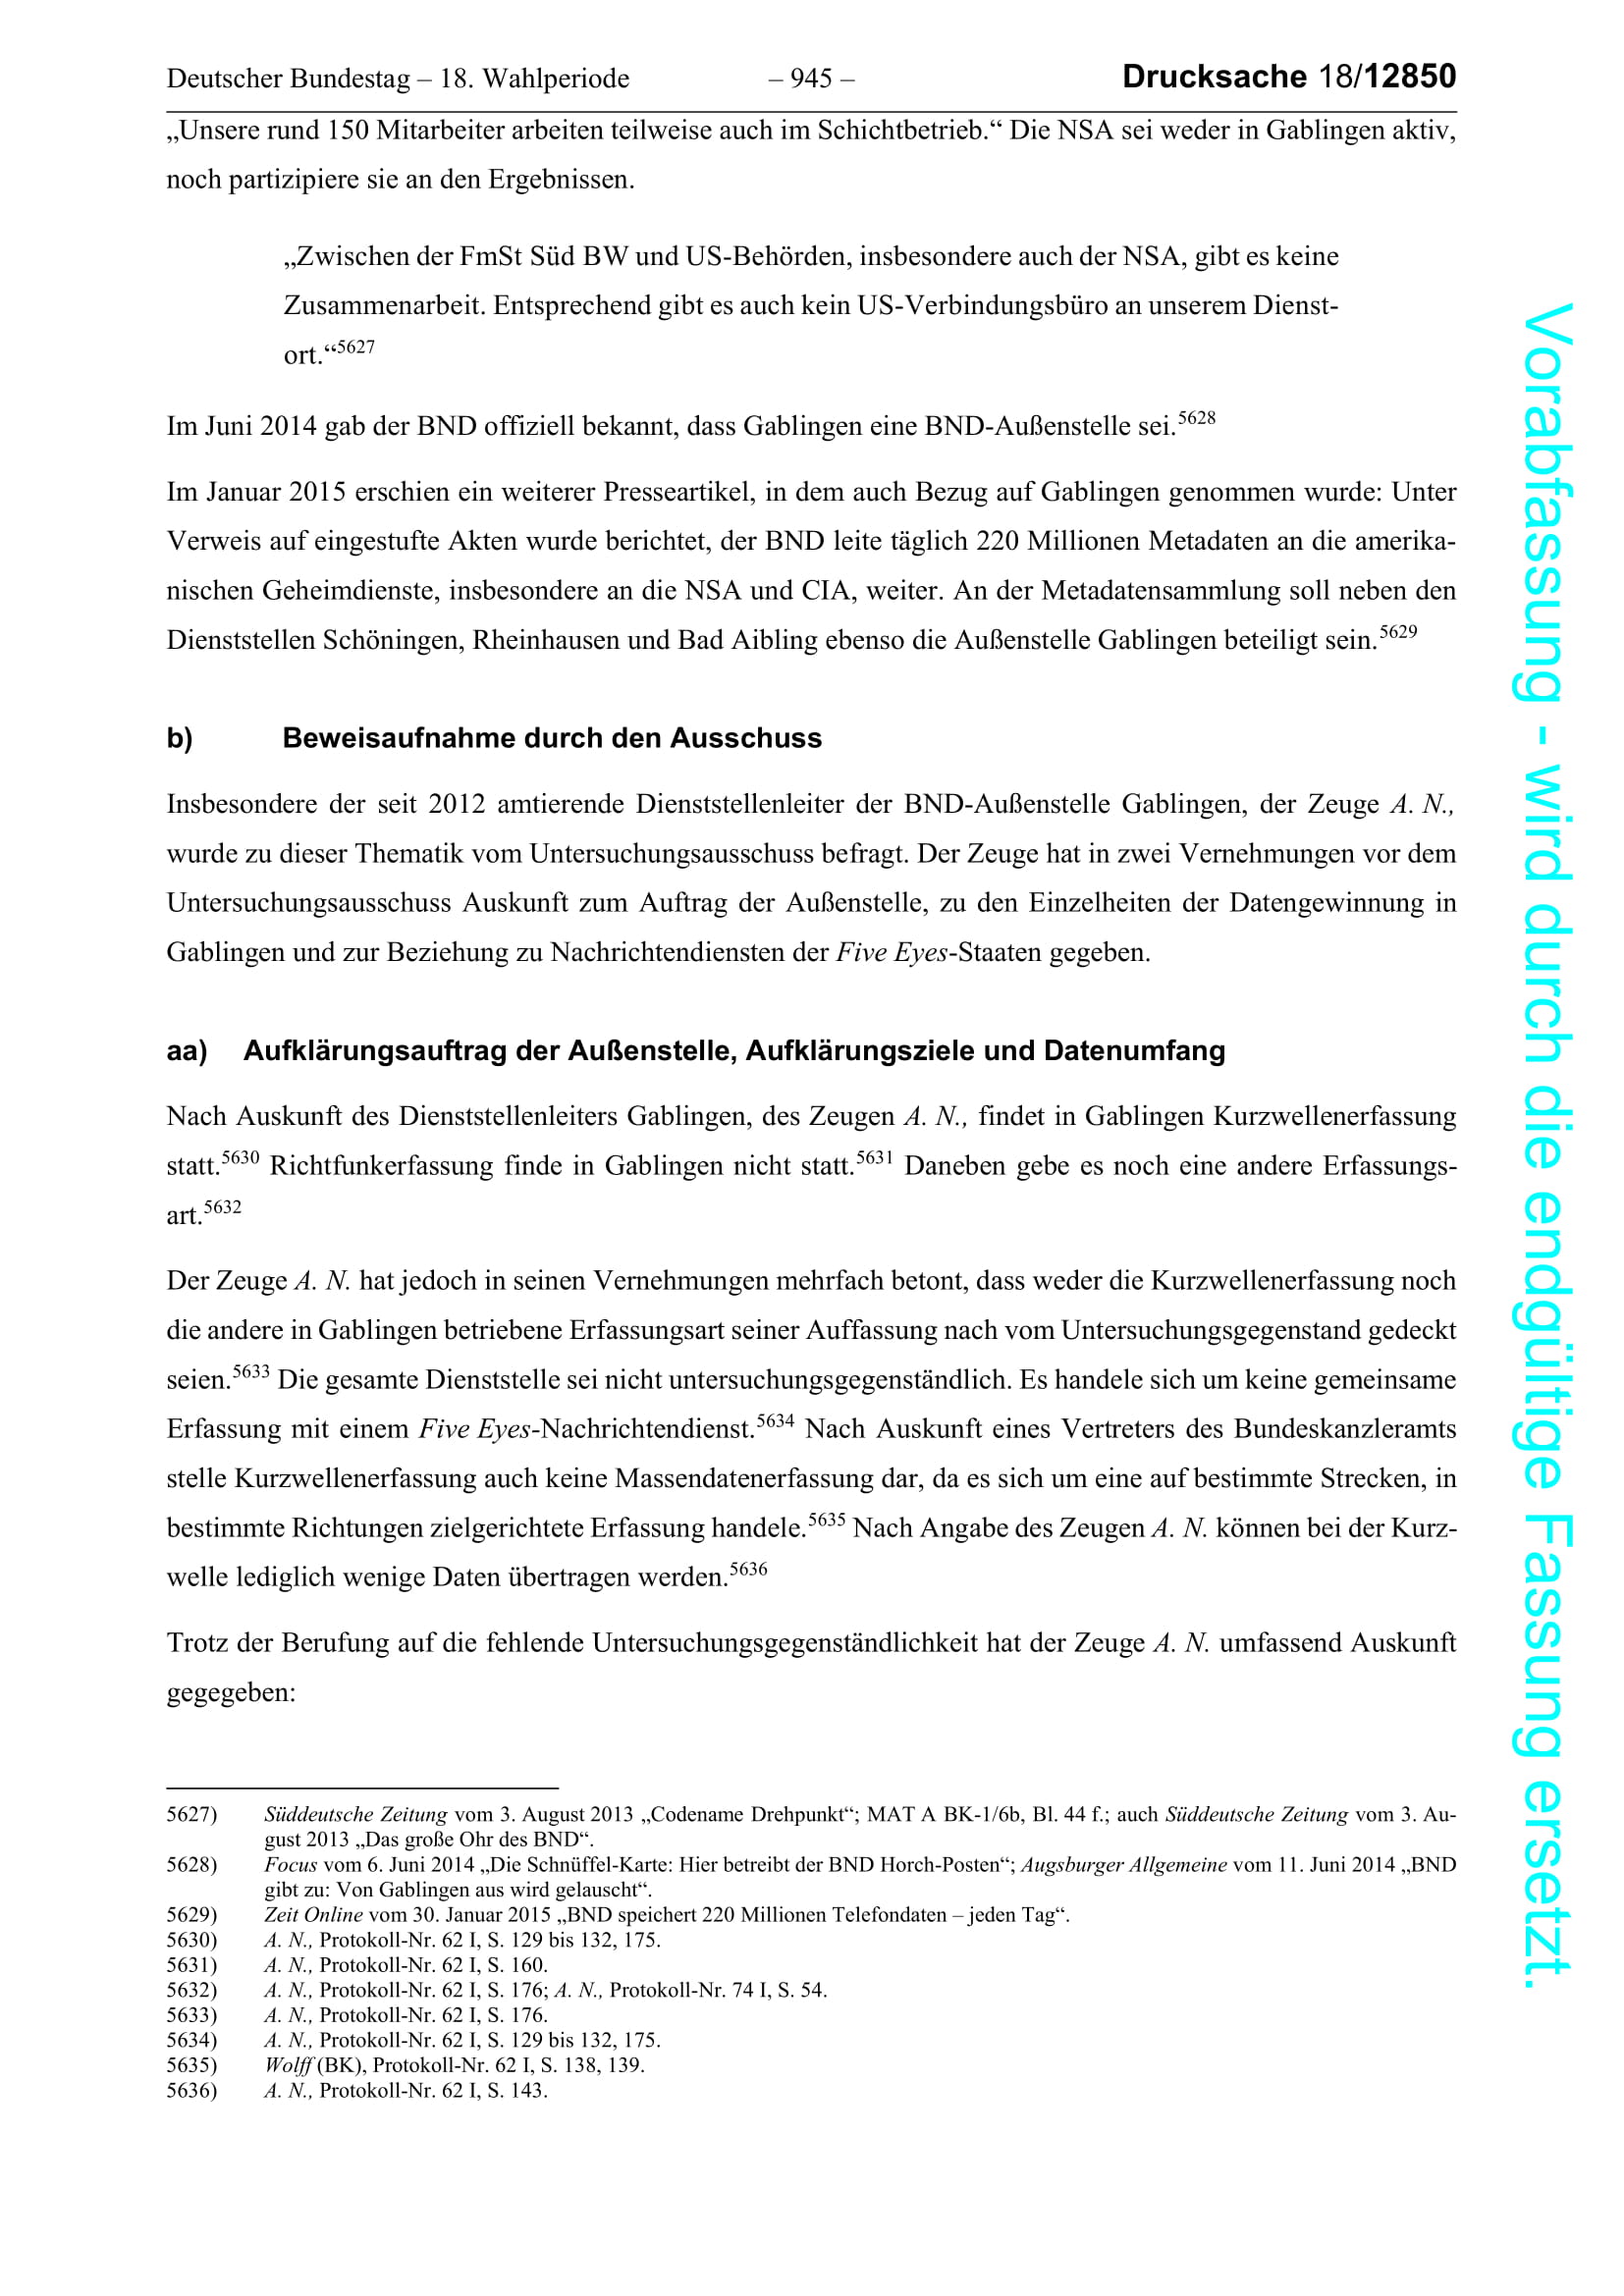 Deutscher Bundestag – 18. Wahlperiode – 945 – Drucksache 18/12850
„Unsere rund 150 Mitarbeiter arbeiten teilweise auch im Schichtbetrieb.“ Die NSA sei weder in Gablingen aktiv,
noch partizipiere sie an den Ergebnissen.
„Zwischen der FmSt Süd BW und US-Behörden, insbesondere auch der NSA, gibt es keine
Zusammenarbeit. Entsprechend gibt es auch kein US-Verbindungsbüro an unserem Dienst-
ort.“5627
Im Juni 2014 gab der BND offiziell bekannt, dass Gablingen eine BND-Außenstelle sei.5628
Im Januar 2015 erschien ein weiterer Presseartikel, in dem auch Bezug auf Gablingen genommen wurde: Unter
Verweis auf eingestufte Akten wurde berichtet, der BND leite täglich 220 Millionen Metadaten an die amerika-
nischen Geheimdienste, insbesondere an die NSA und CIA, weiter. An der Metadatensammlung soll neben den
Dienststellen Schöningen, Rheinhausen und Bad Aibling ebenso die Außenstelle Gablingen beteiligt sein.5629
b) Beweisaufnahme durch den Ausschuss
Insbesondere der seit 2012 amtierende Dienststellenleiter der BND-Außenstelle Gablingen, der Zeuge A. N.,
wurde zu dieser Thematik vom Untersuchungsausschuss befragt. Der Zeuge hat in zwei Vernehmungen vor dem
Untersuchungsausschuss Auskunft zum Auftrag der Außenstelle, zu den Einzelheiten der Datengewinnung in
Gablingen und zur Beziehung zu Nachrichtendiensten der Five Eyes-Staaten gegeben.
aa) Aufklärungsauftrag der Außenstelle, Aufklärungsziele und Datenumfang
Nach Auskunft des Dienststellenleiters Gablingen, des Zeugen A. N., findet in Gablingen Kurzwellenerfassung
statt.5630 Richtfunkerfassung finde in Gablingen nicht statt.5631 Daneben gebe es noch eine andere Erfassungs-
art.5632
Der Zeuge A. N. hat jedoch in seinen Vernehmungen mehrfach betont, dass weder die Kurzwellenerfassung noch
die andere in Gablingen betriebene Erfassungsart seiner Auffassung nach vom Untersuchungsgegenstand gedeckt
seien.5633 Die gesamte Dienststelle sei nicht untersuchungsgegenständlich. Es handele sich um keine gemeinsame
Erfassung mit einem Five Eyes-Nachrichtendienst.5634 Nach Auskunft eines Vertreters des Bundeskanzleramts
stelle Kurzwellenerfassung auch keine Massendatenerfassung dar, da es sich um eine auf bestimmte Strecken, in
bestimmte Richtungen zielgerichtete Erfassung handele.5635 Nach Angabe des Zeugen A. N. können bei der Kurz-
welle lediglich wenige Daten übertragen werden.5636
Trotz der Berufung auf die fehlende Untersuchungsgegenständlichkeit hat der Zeuge A. N. umfassend Auskunft
gegegeben:
5627) Süddeutsche Zeitung vom 3. August 2013 „Codename Drehpunkt“; MAT A BK-1/6b, Bl. 44 f.; auch Süddeutsche Zeitung vom 3. Au-
gust 2013 „Das große Ohr des BND“.
5628) Focus vom 6. Juni 2014 „Die Schnüffel-Karte: Hier betreibt der BND Horch-Posten“; Augsburger Allgemeine vom 11. Juni 2014 „BND
gibt zu: Von Gablingen aus wird gelauscht“.
5629) Zeit Online vom 30. Januar 2015 „BND speichert 220 Millionen Telefondaten – jeden Tag“.
5630) A. N., Protokoll-Nr. 62 I, S. 129 bis 132, 175.
5631) A. N., Protokoll-Nr. 62 I, S. 160.
5632) A. N., Protokoll-Nr. 62 I, S. 176; A. N., Protokoll-Nr. 74 I, S. 54.
5633) A. N., Protokoll-Nr. 62 I, S. 176.
5634) A. N., Protokoll-Nr. 62 I, S. 129 bis 132, 175.
5635) Wolff (BK), Protokoll-Nr. 62 I, S. 138, 139.
5636) A. N., Protokoll-Nr. 62 I, S. 143.
Vorabfassung - wird durch die endgültige Fassung ersetzt.